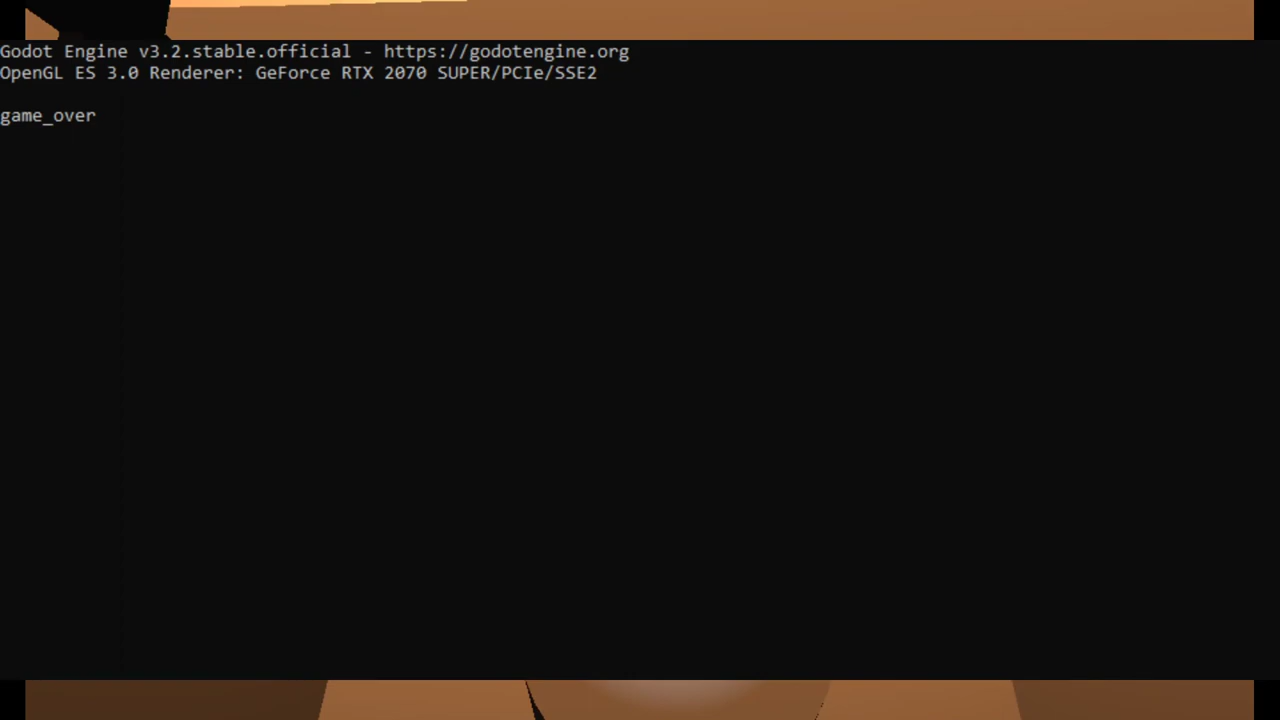 Godot Engine v3.2.stable.official - https://godotengine.org
OpenGL ES 3.0 Renderer: GeForce RTX 2070 SUPER/PCIe/SSE2
game_over